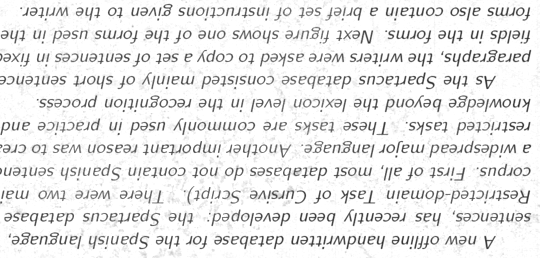 A new offline handwritten database for the Spanish language,
sentences, has recently been developed: the Spartacus database
Restricted-domain Task of Cursive Script). There were two mai
corpus. First of all, most databases do not contain Spanish senten
a widespread major language. Another important reason was to crea
restricted tasks. These tasks are commonly used in practice and
knowledge beyond the lexicon level in the recognition process.
As the Spartacus database consisted mainly of short sentence
paragraphs, the writers were asked to copy a set of sentences in fixe
fields in the forms. Next figure shows one of the forms used in the
forms also contain a brief set of instructions given to the writer.